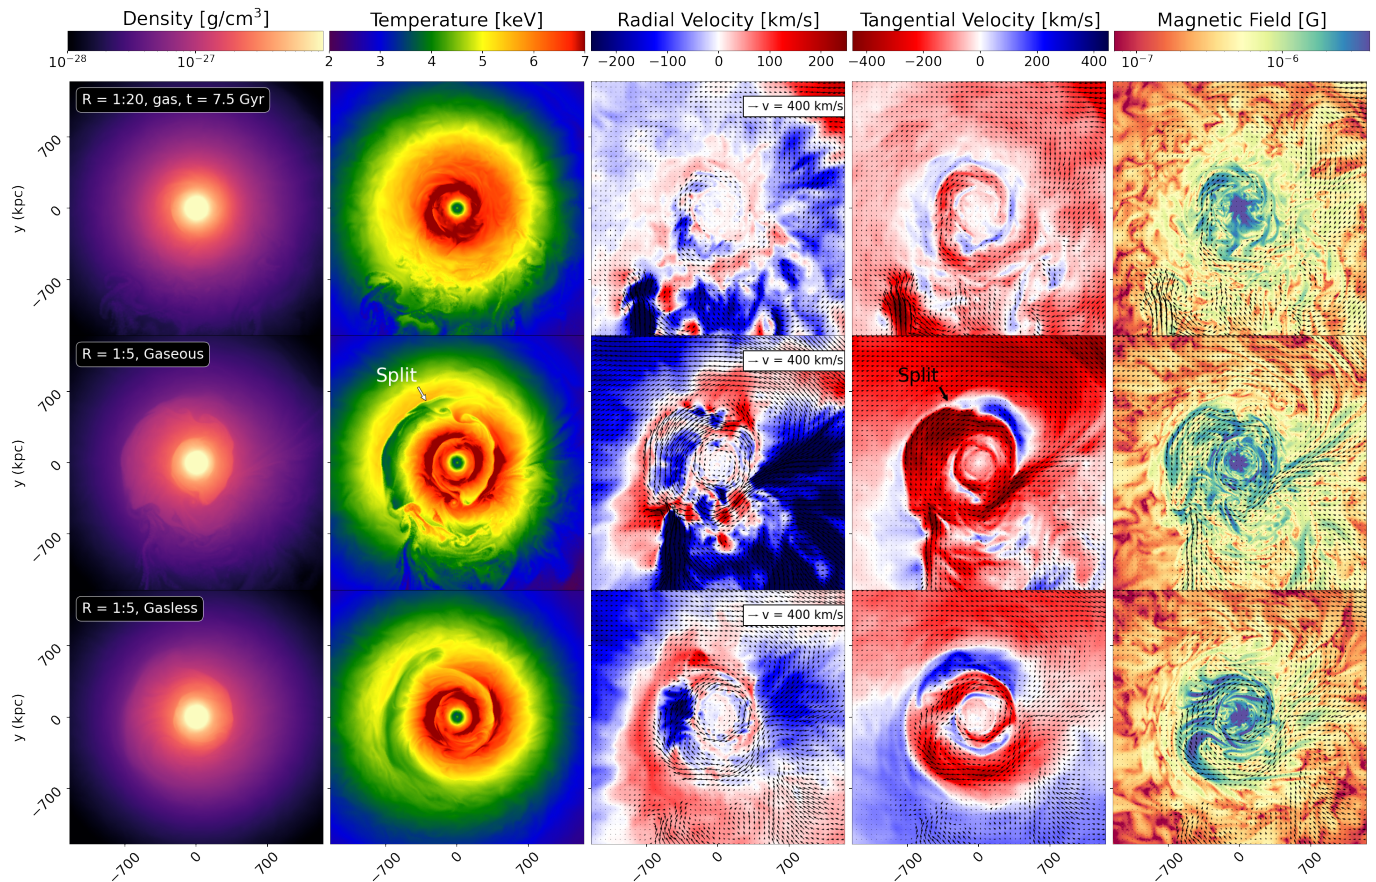 Density [g/cm³] Temperature [keV] Radial Velocity [km/s] Tangential Velocity [km/s] Magnetic Field [G]
10⁻²⁸ 10⁻²⁷ 2 3 4 5 6 7 −200 −100 0 100 200 −400 −200 0 200 400 10⁻⁷ 10⁻⁶
R = 1:20, gas, t = 7.5 Gyr
→ v = 400 km/s
700
0
−700
y (kpc)
R = 1:5, Gaseous
→ v = 400 km/s
Split
Split
700
0
−700
y (kpc)
R = 1:5, Gasless
→ v = 400 km/s
700
0
−700
y (kpc)
−700 0 700 −700 0 700 −700 0 700 −700 0 700 −700 0 700